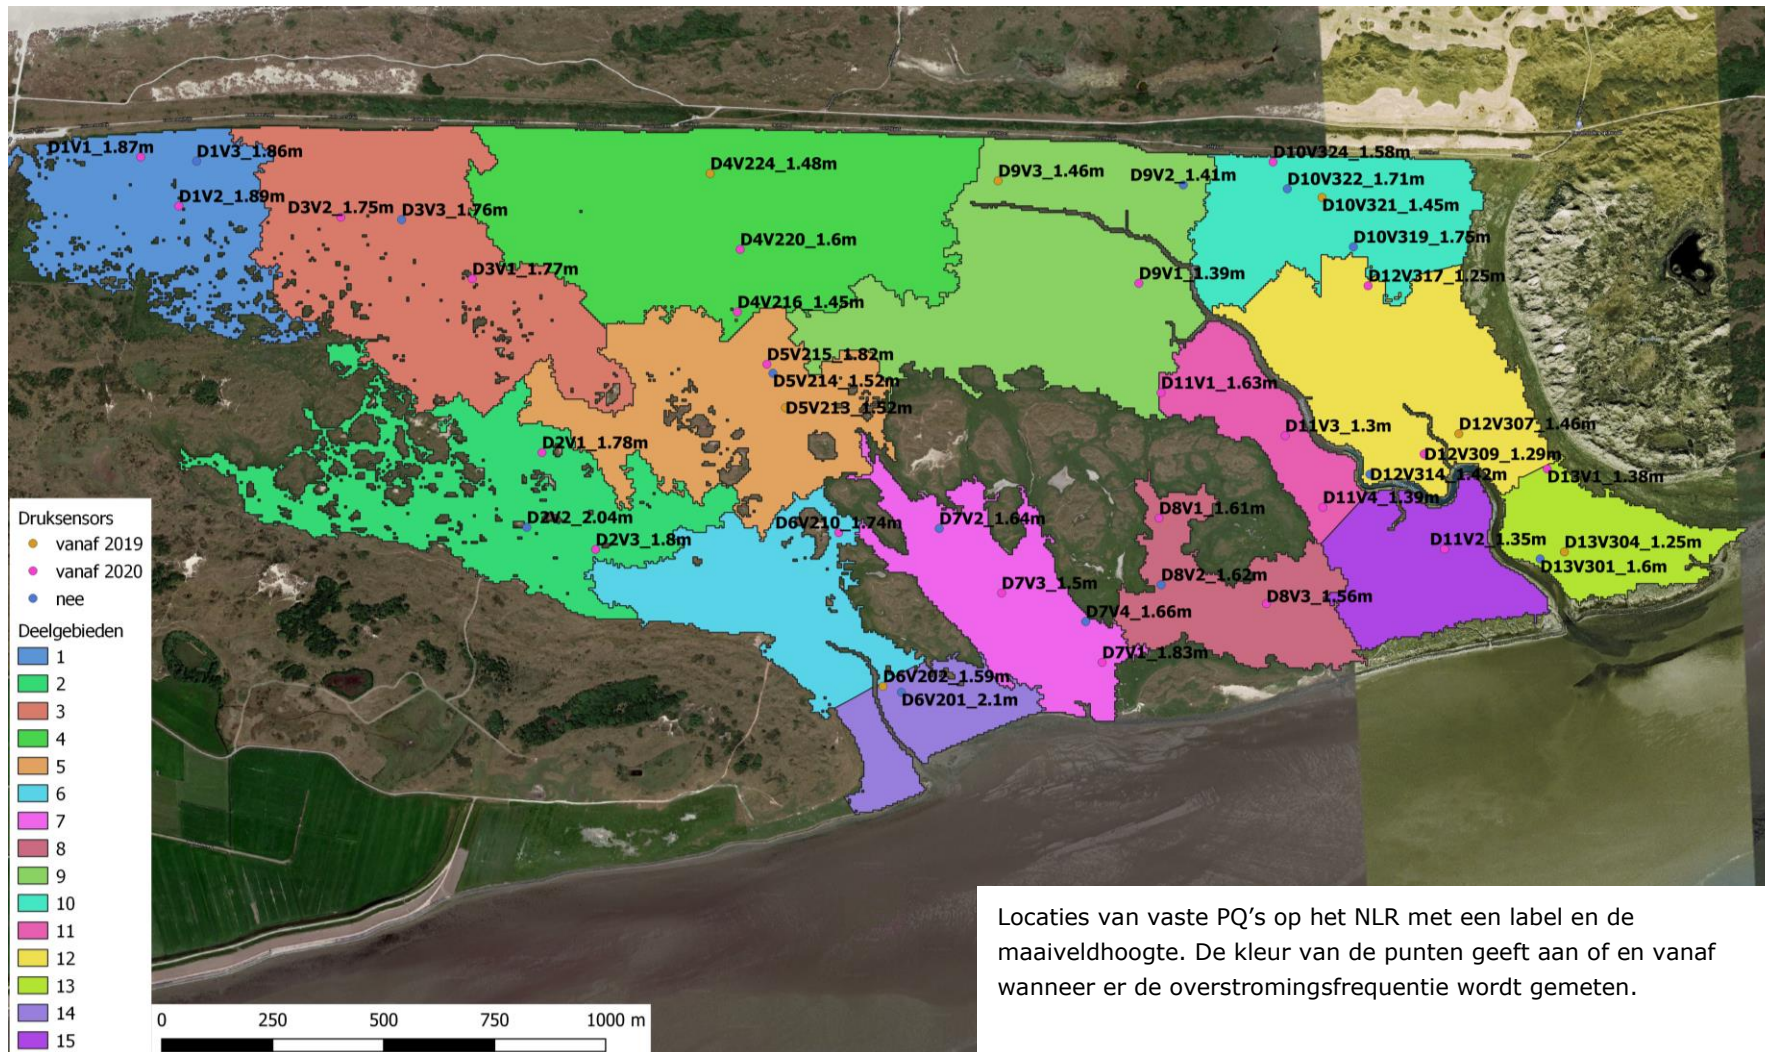 D1V1_1.87m
D1V3_1.86m
D1V2_1.89m
D3V2_1.75m
D3V3_1.76m
D3V1_1.77m
D4V224_1.48m
D4V220_1.6m
D4V216_1.45m
D9V3_1.46m
D9V2_1.41m
D9V1_1.39m
D10V324_1.58m
D10V322_1.71m
D10V321_1.45m
D10V319_1.75m
D12V317_1.25m
D5V215_1.82m
D5V214_1.52m
D5V213_1.52m
D11V1_1.63m
D11V3_1.3m
D12V307_1.46m
D12V309_1.29m
D12V314_1.42m
D13V1_1.38m
D11V4_1.39m
D2V1_1.78m
D2V2_2.04m
D2V3_1.8m
D6V210_1.74m
D7V2_1.64m
D8V1_1.61m
D11V2_1.35m
D13V304_1.25m
D13V301_1.6m
D7V3_1.5m
D8V2_1.62m
D8V3_1.56m
D7V4_1.66m
D7V1_1.83m
D6V202_1.59m
D6V201_2.1m
Druksensors
vanaf 2019
vanaf 2020
nee
Deelgebieden
1
2
3
4
5
6
7
8
9
10
11
12
13
14
15
0 250 500 750 1000 m
Locaties van vaste PQ's op het NLR met een label en de
maaiveldhoogte. De kleur van de punten geeft aan of en vanaf
wanneer er de overstromingsfrequentie wordt gemeten.